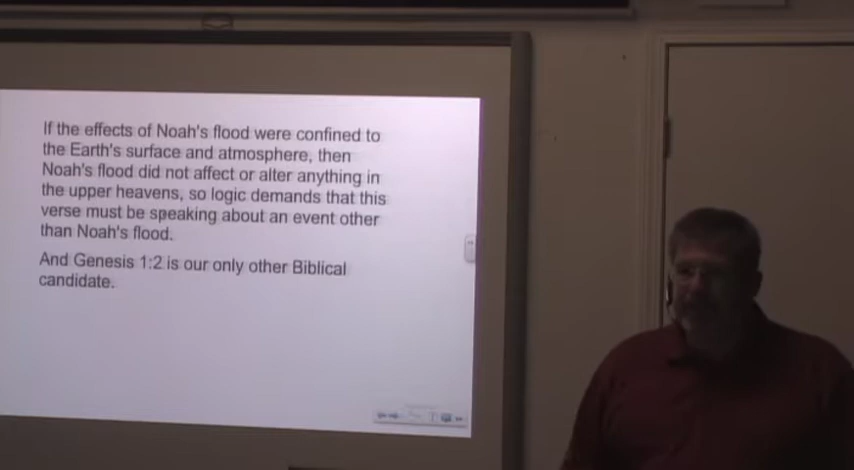 If the effects of Noah's flood were confined to
the Earth's surface and atmosphere, then
Noah's flood did not affect or alter anything in
the upper heavens, so logic demands that this
verse must be speaking about an event other
than Noah's flood.
And Genesis 1:2 is our only other Biblical
candidate.